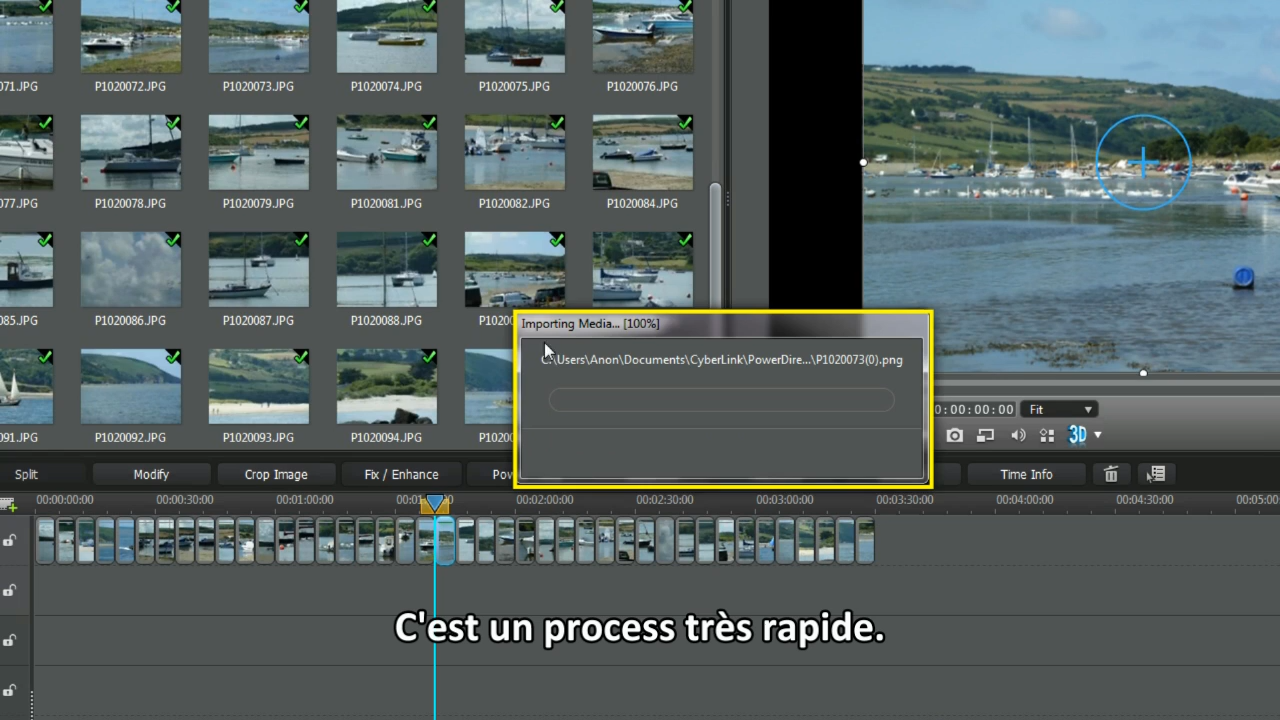 071.JPG P1020072.JPG P1020073.JPG P1020074.JPG P1020075.JPG P1020076.JPG
077.JPG P1020078.JPG P1020079.JPG P1020081.JPG P1020082.JPG P1020084.JPG
085.JPG P1020086.JPG P1020087.JPG P1020088.JPG P10200
091.JPG P1020092.JPG P1020093.JPG P1020094.JPG P10200
Importing Media... [100%]
C:\Users\Anon\Documents\CyberLink\PowerDire...\P1020073(0).png
0:00:00:00 Fit
3D
Split Modify Crop Image Fix / Enhance Pow Time Info
00:00:00:00 00:00:30:00 00:01:00:00 00:01 00 00:02:00:00 00:02:30:00 00:03:00:00 00:03:30:00 00:04:00:00 00:04:30:00 00:05:00
C'est un process très rapide.